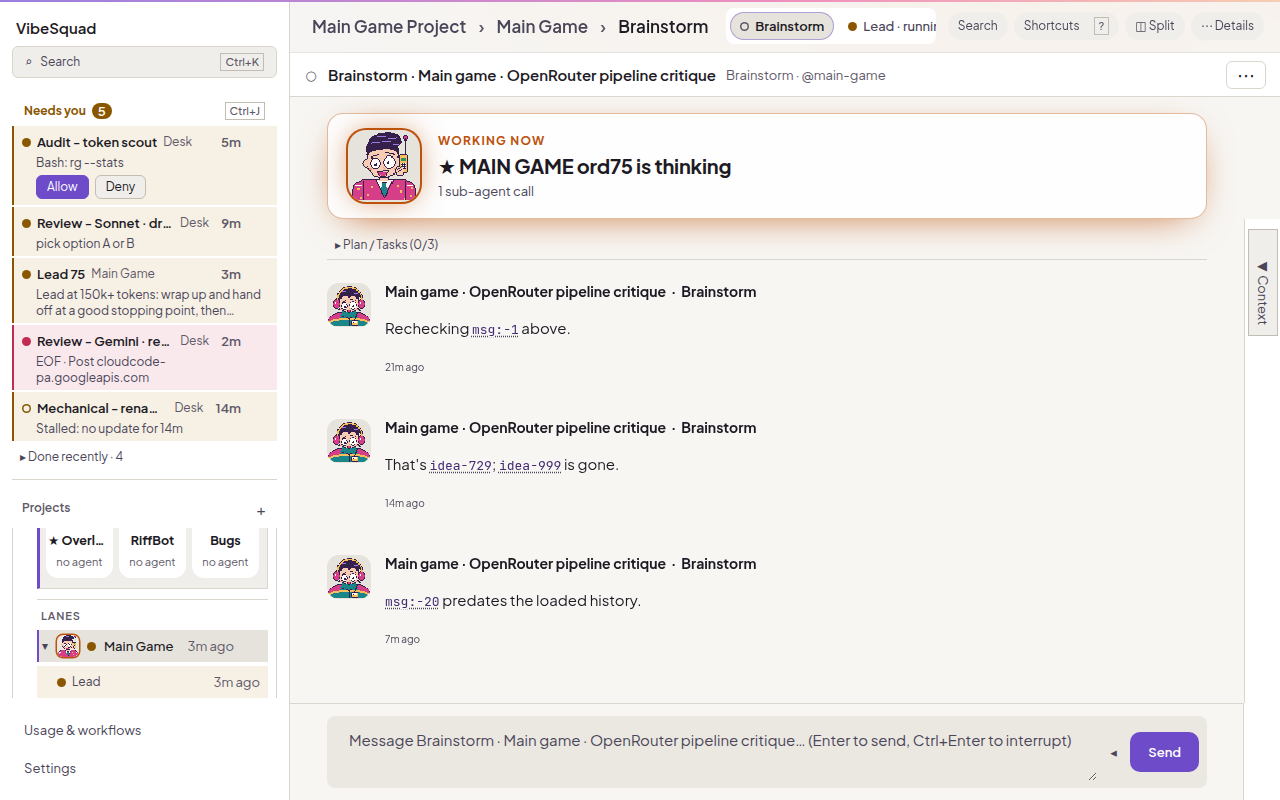 VibeSquad
Search Ctrl+K
Needs you 5 Ctrl+J
Audit – token scout Desk 5m
Bash: rg --stats
Allow Deny
Review – Sonnet · dr… Desk 9m
pick option A or B
Lead 75 Main Game 3m
Lead at 150k+ tokens: wrap up and hand
off at a good stopping point, then…
Review – Gemini · re… Desk 2m
EOF · Post cloudcode-
pa.googleapis.com
Mechanical – rena… Desk 14m
Stalled: no update for 14m
▸ Done recently · 4
Projects +
★ Overl… RiffBot Bugs
no agent no agent no agent
LANES
▾ Main Game 3m ago
Lead 3m ago
Usage & workflows
Settings
Main Game Project › Main Game › Brainstorm
Brainstorm Lead · runnin
Search Shortcuts ? Split ··· Details
Brainstorm · Main game · OpenRouter pipeline critique Brainstorm · @main-game ···
WORKING NOW
★ MAIN GAME ord75 is thinking
1 sub-agent call
▸ Plan / Tasks (0/3)
Main game · OpenRouter pipeline critique · Brainstorm
Rechecking msg:-1 above.
21m ago
Main game · OpenRouter pipeline critique · Brainstorm
That's idea-729; idea-999 is gone.
14m ago
Main game · OpenRouter pipeline critique · Brainstorm
msg:-20 predates the loaded history.
7m ago
◀ Context
Message Brainstorm · Main game · OpenRouter pipeline critique… (Enter to send, Ctrl+Enter to interrupt)
◂ Send